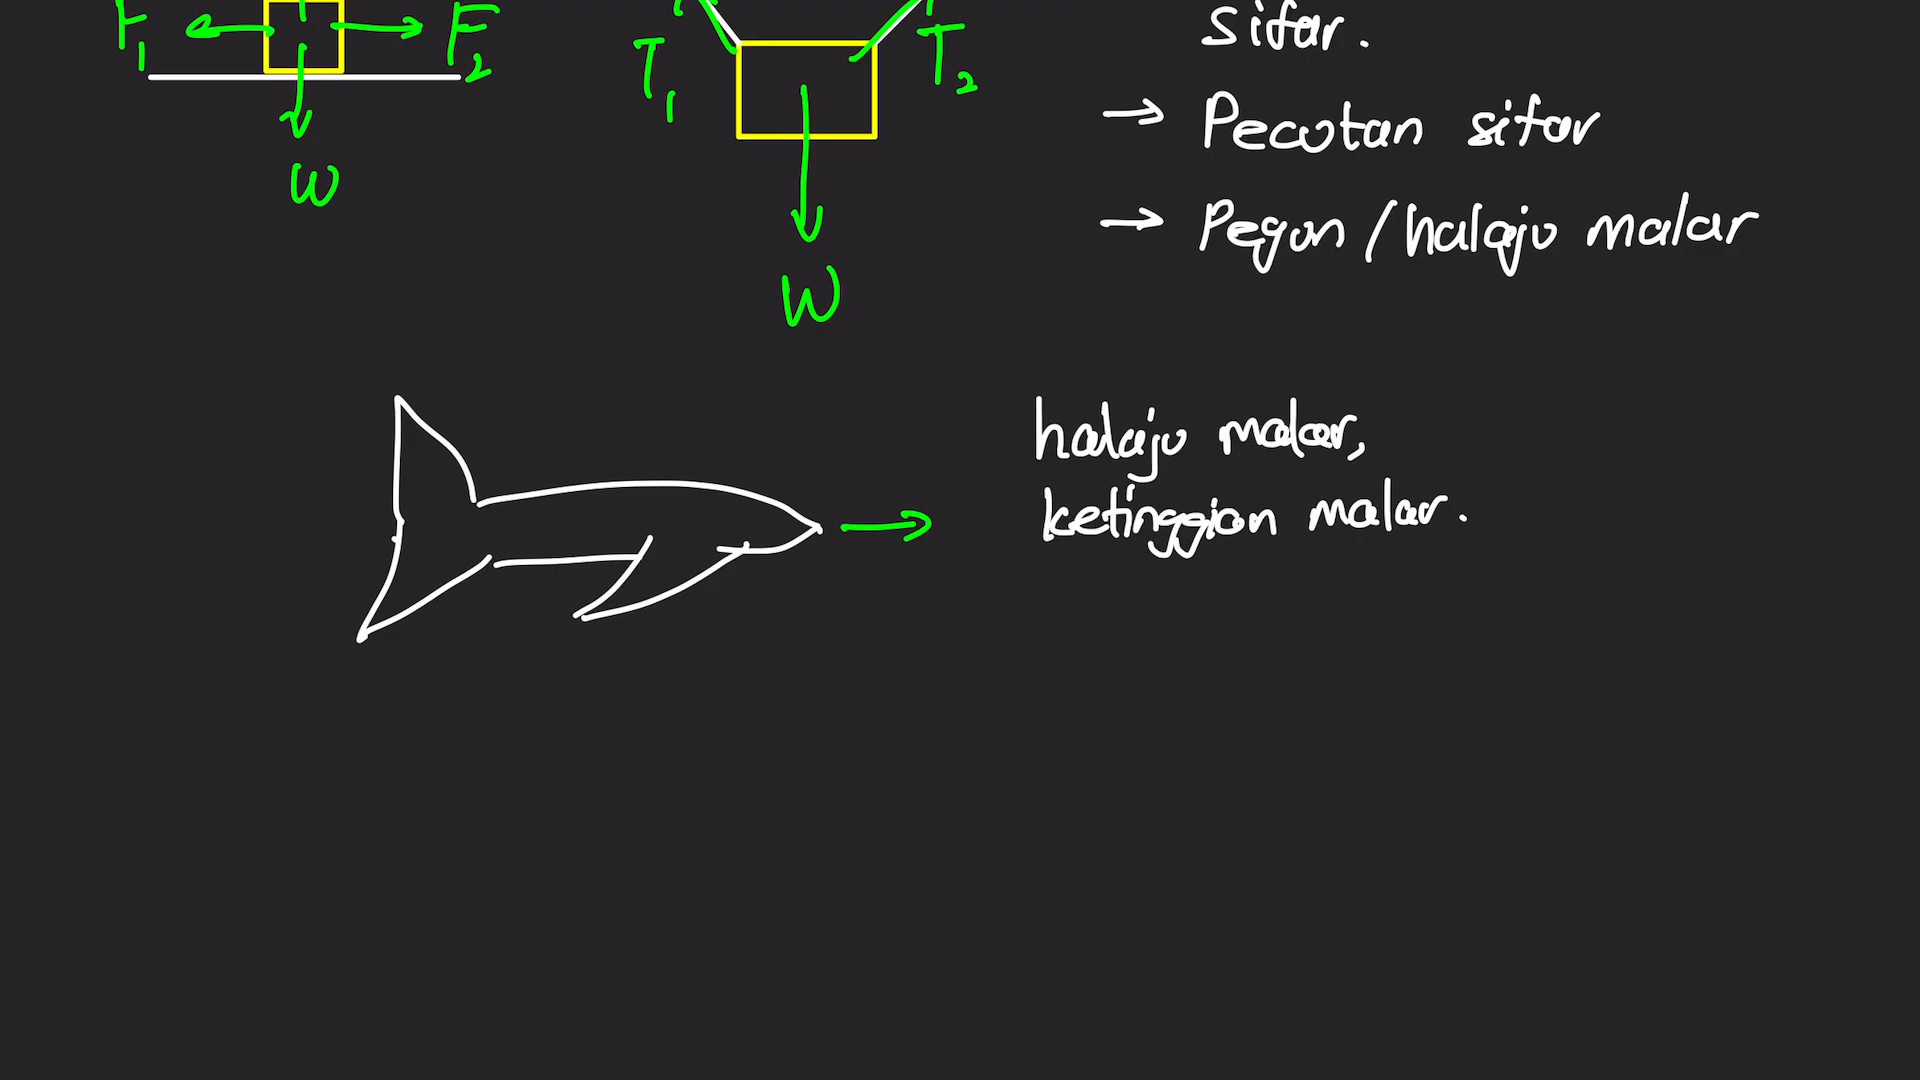 F₁
F₂
W
T₁
T₂
W
sifar.
→ Pecutan sifar
→ Pegun / halaju malar
halaju malar,
ketinggian malar.